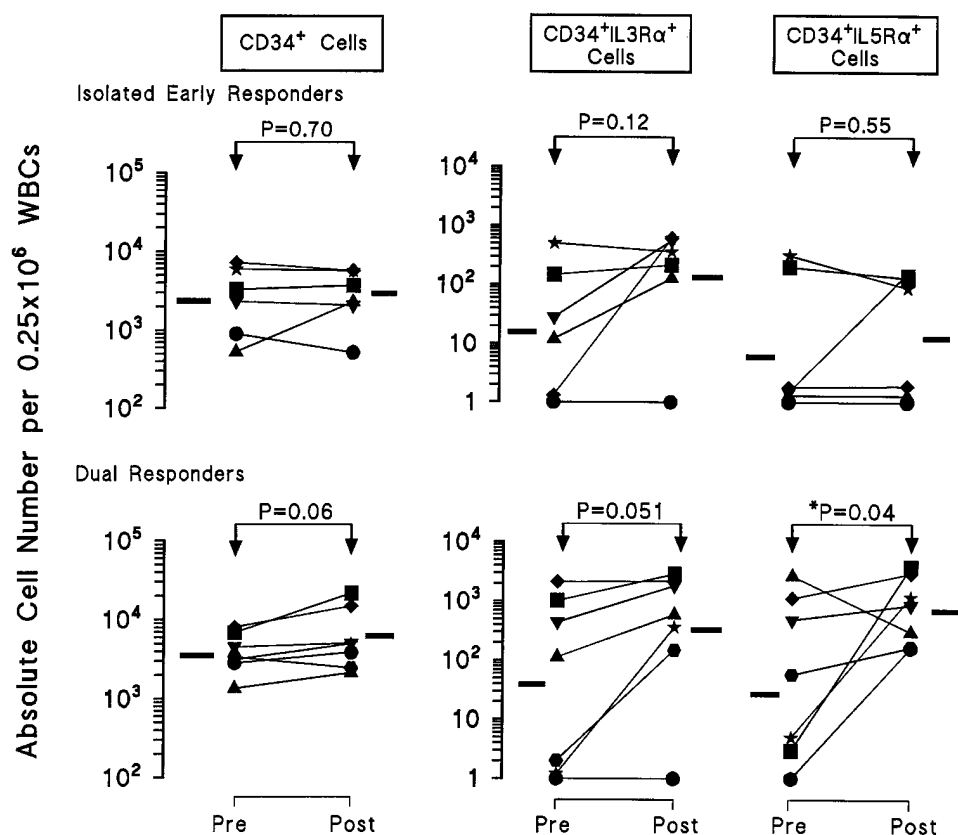 CD34⁺ Cells
CD34⁺IL3Rα⁺
Cells
CD34⁺IL5Rα⁺
Cells
Isolated Early Responders
P=0.70
P=0.12
P=0.55
Absolute Cell Number per 0.25x10⁶ WBCs
10⁵
10⁴
10³
10²
10⁴
10³
10²
10
1
Dual Responders
P=0.06
P=0.051
*P=0.04
10⁵
10⁴
10³
10²
10⁴
10³
10²
10
1
Pre
Post
Pre
Post
Pre
Post